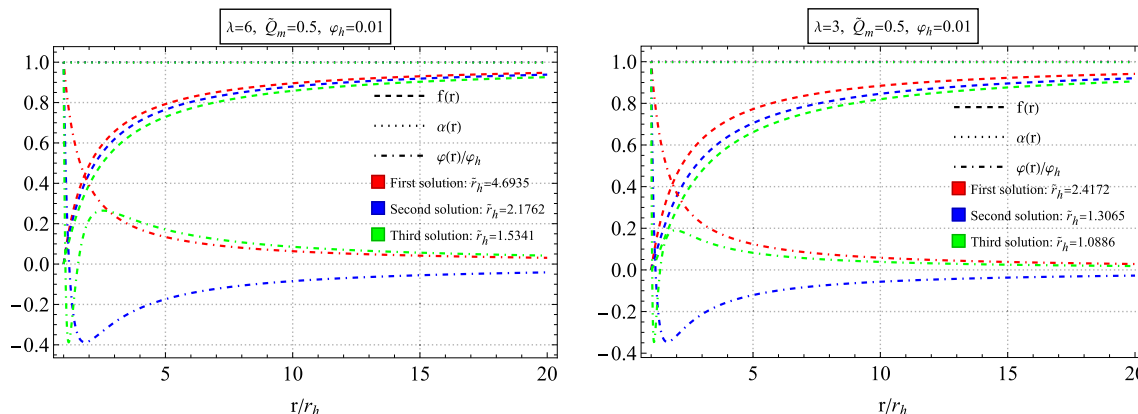 λ=6, Q̃ₘ=0.5, φₕ=0.01
1.0
0.8
0.6
0.4
0.2
0.0
−0.2
−0.4
f(r)
α(r)
φ(r)/φₕ
First solution: r̃ₕ=4.6935
Second solution: r̃ₕ=2.1762
Third solution: r̃ₕ=1.5341
5
10
15
20
r/rₕ
λ=3, Q̃ₘ=0.5, φₕ=0.01
1.0
0.8
0.6
0.4
0.2
0.0
−0.2
−0.4
f(r)
α(r)
φ(r)/φₕ
First solution: r̃ₕ=2.4172
Second solution: r̃ₕ=1.3065
Third solution: r̃ₕ=1.0886
5
10
15
20
r/rₕ